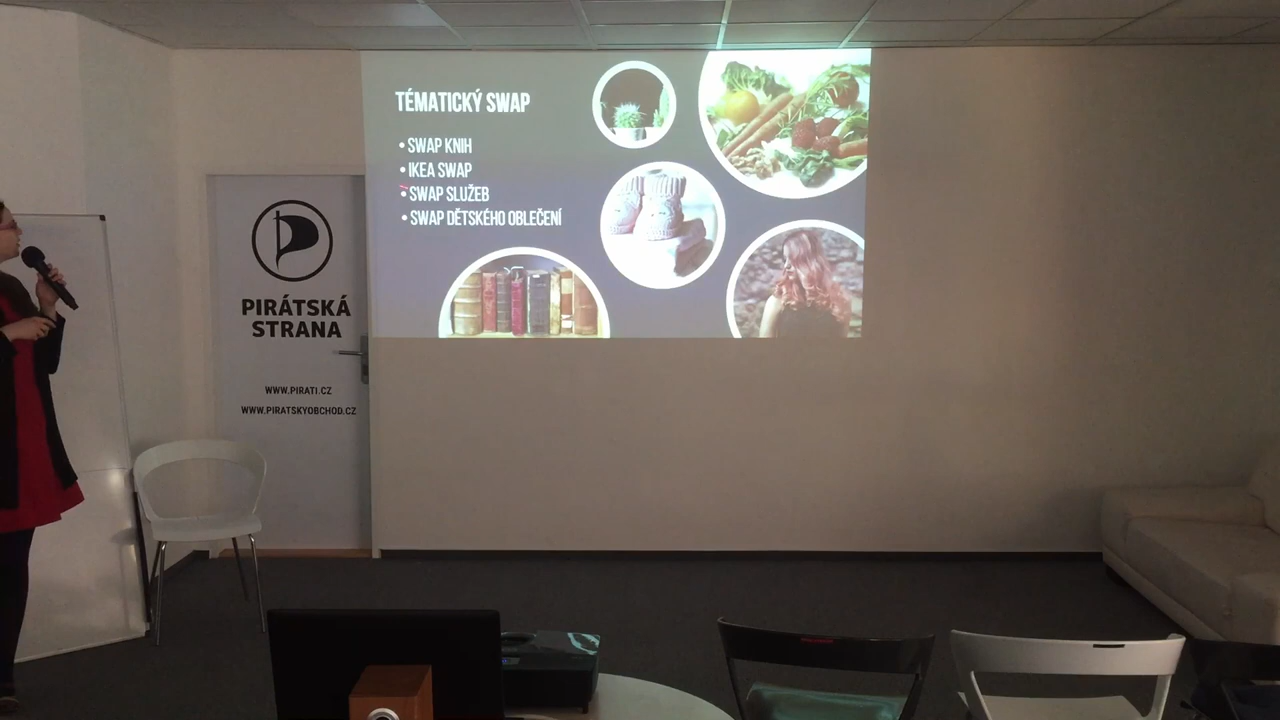 TÉMATICKÝ SWAP
• SWAP KNIH
• IKEA SWAP
• SWAP SLUŽEB
• SWAP DĚTSKÉHO OBLEČENÍ
PIRÁTSKÁ
STRANA
WWW.PIRATI.CZ
WWW.PIRATSKYOBCHOD.CZ